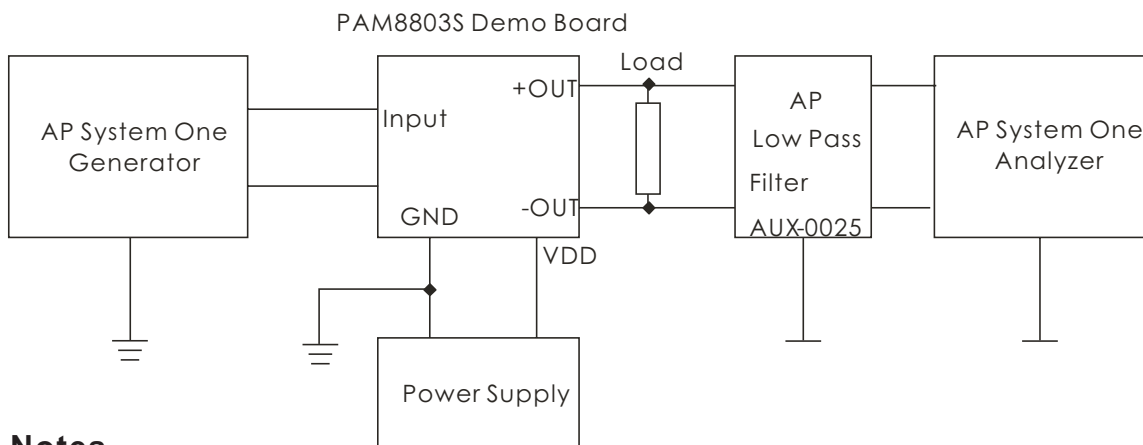 PAM8803S Demo Board
Load
+OUT
AP
Input
AP System One
Generator
Low Pass
Filter
AP System One
Analyzer
GND
-OUT
AUX-0025
VDD
Power Supply
Notes